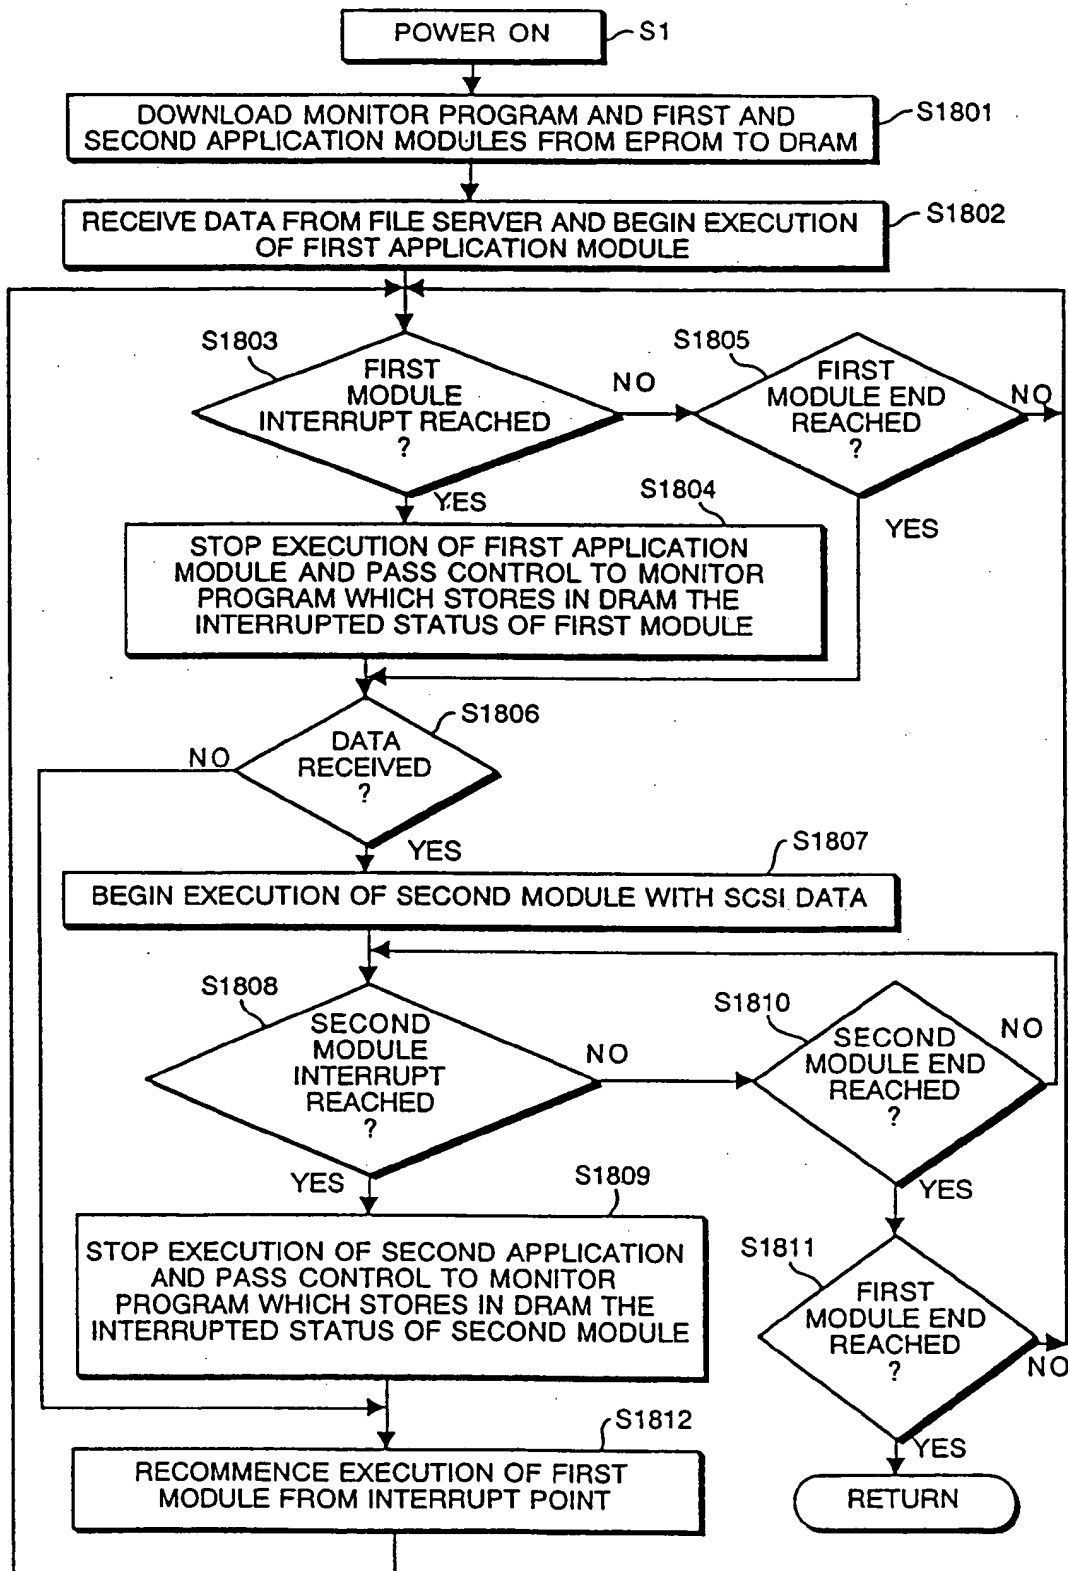 POWER ON
S1
DOWNLOAD MONITOR PROGRAM AND FIRST AND
SECOND APPLICATION MODULES FROM EPROM TO DRAM
S1801
RECEIVE DATA FROM FILE SERVER AND BEGIN EXECUTION
OF FIRST APPLICATION MODULE
S1802
S1803
FIRST
MODULE
INTERRUPT REACHED
?
NO
YES
S1805
FIRST
MODULE END
REACHED
?
NO
YES
S1804
STOP EXECUTION OF FIRST APPLICATION
MODULE AND PASS CONTROL TO MONITOR
PROGRAM WHICH STORES IN DRAM THE
INTERRUPTED STATUS OF FIRST MODULE
S1806
DATA
RECEIVED
?
NO
YES
S1807
BEGIN EXECUTION OF SECOND MODULE WITH SCSI DATA
S1808
SECOND
MODULE
INTERRUPT
REACHED
?
NO
YES
S1810
SECOND
MODULE END
REACHED
?
NO
YES
S1809
STOP EXECUTION OF SECOND APPLICATION
AND PASS CONTROL TO MONITOR
PROGRAM WHICH STORES IN DRAM THE
INTERRUPTED STATUS OF SECOND MODULE
S1811
FIRST
MODULE END
REACHED
?
NO
YES
S1812
RECOMMENCE EXECUTION OF FIRST
MODULE FROM INTERRUPT POINT
RETURN